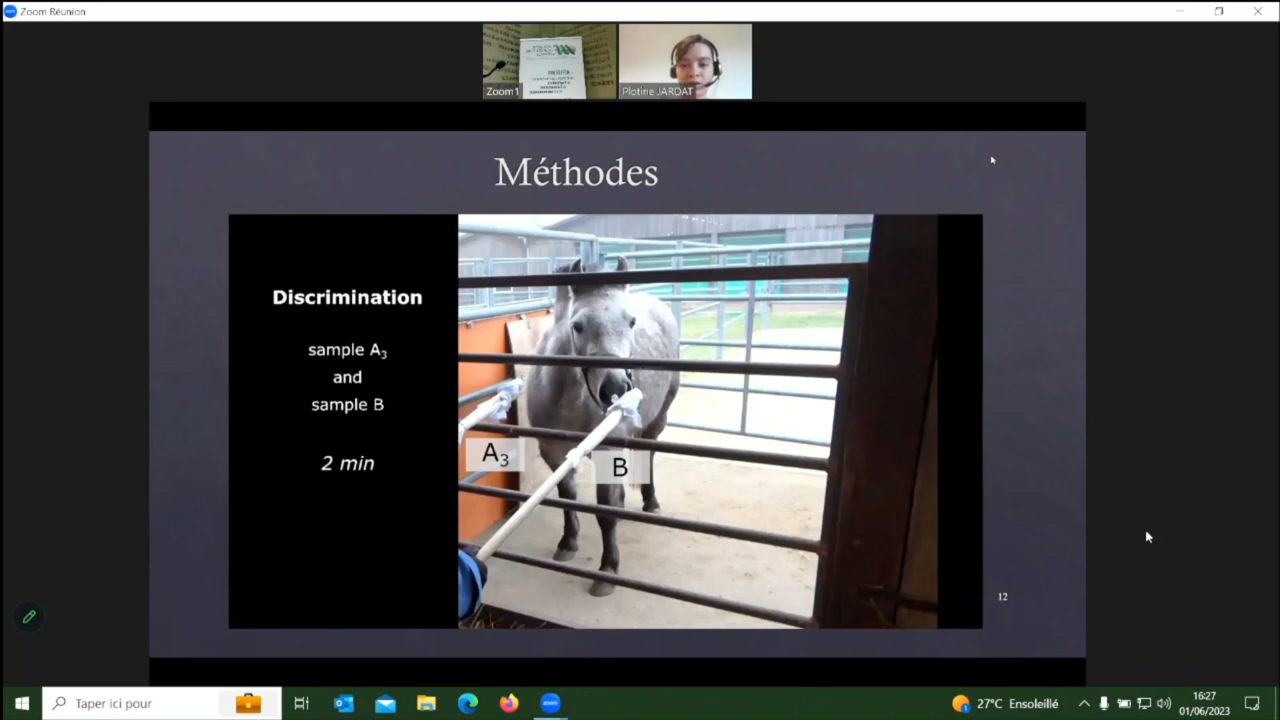 Zoom Réunion
Zoom1
Plotine JARDAT
Méthodes
Discrimination
sample A₃
and
sample B
2 min
A₃
B
12
Taper ici pour
zoom
27°C Ensoleillé
16:27
01/06/2023